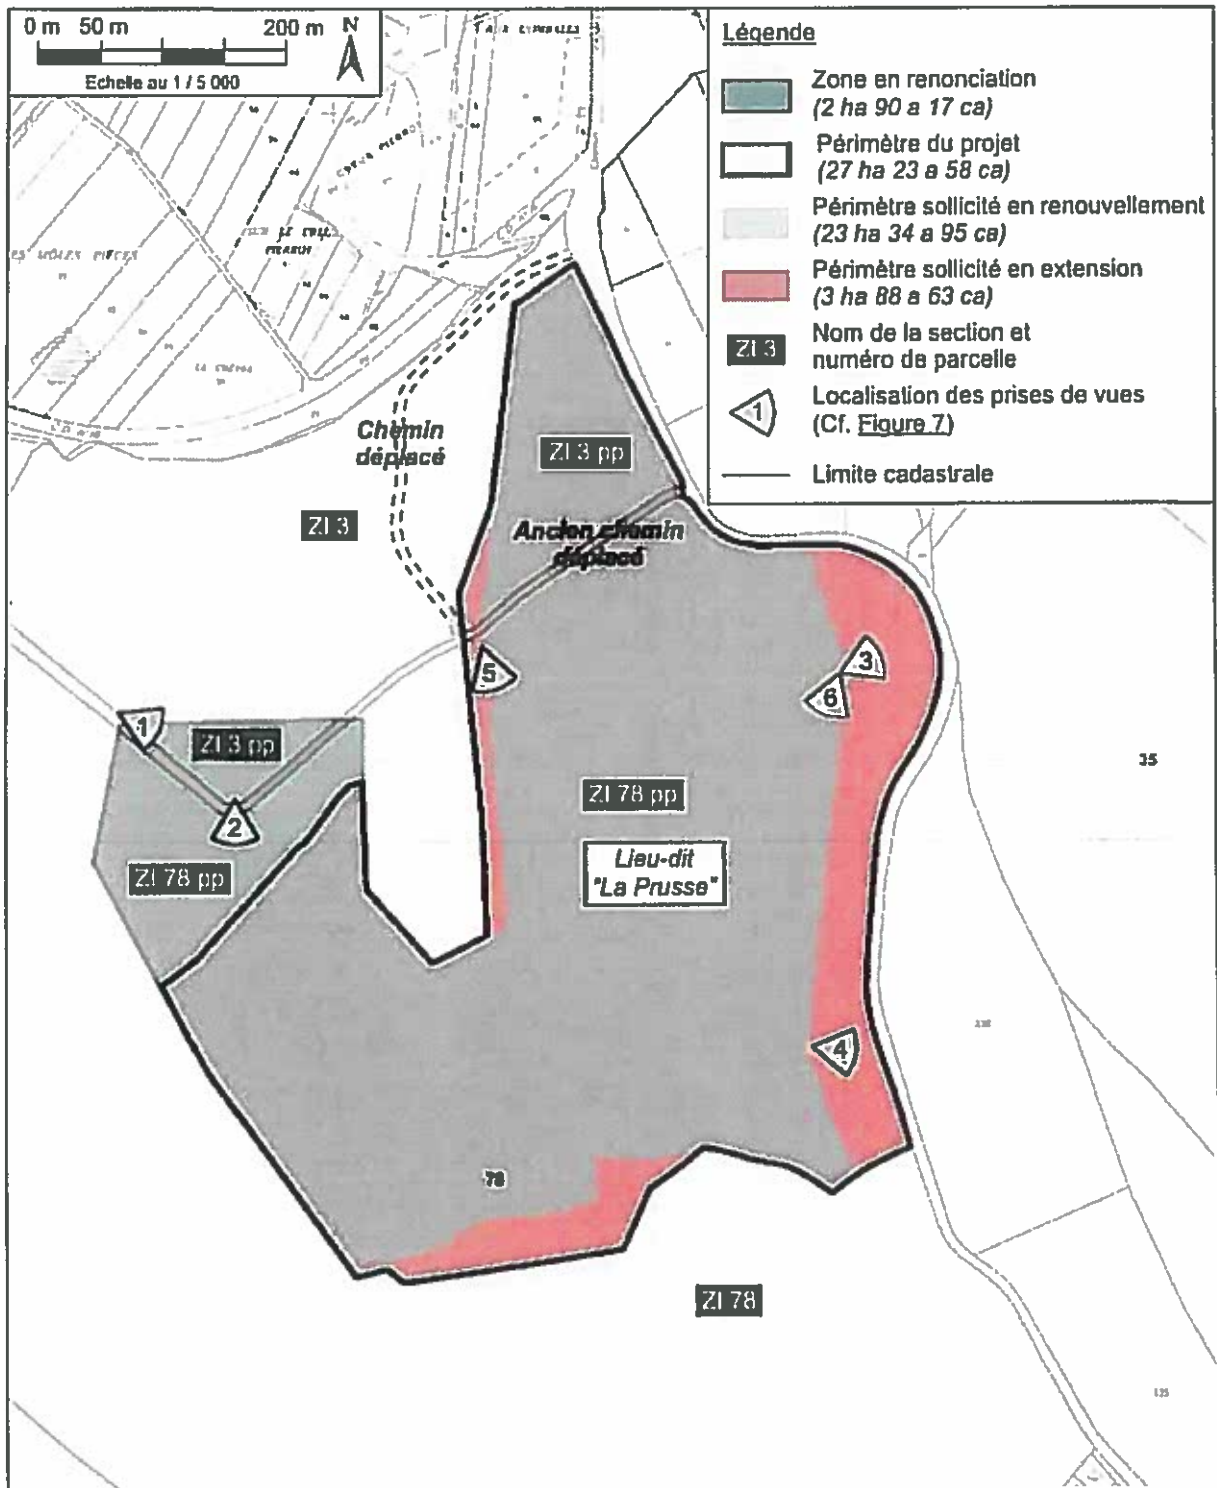 0 m 50 m 200 m N
Echelle au 1 / 5 000
Légende
Zone en renonciation
(2 ha 90 a 17 ca)
Périmètre du projet
(27 ha 23 a 58 ca)
Périmètre sollicité en renouvellement
(23 ha 34 a 95 ca)
Périmètre sollicité en extension
(3 ha 88 a 63 ca)
ZI 3
Nom de la section et
numéro de parcelle
1
Localisation des prises de vues
(Cf. Figure 7)
Limite cadastrale
SUR LE CREUX
PIERROT
Chemin
déplacé
ZI 3 pp
ZI 3
Ancien chemin
déplacé
5
3
6
1
ZI 3 pp
2
ZI 78 pp
ZI 78 pp
Lieu-dit
"La Prusse"
35
4
78
ZI 78
125